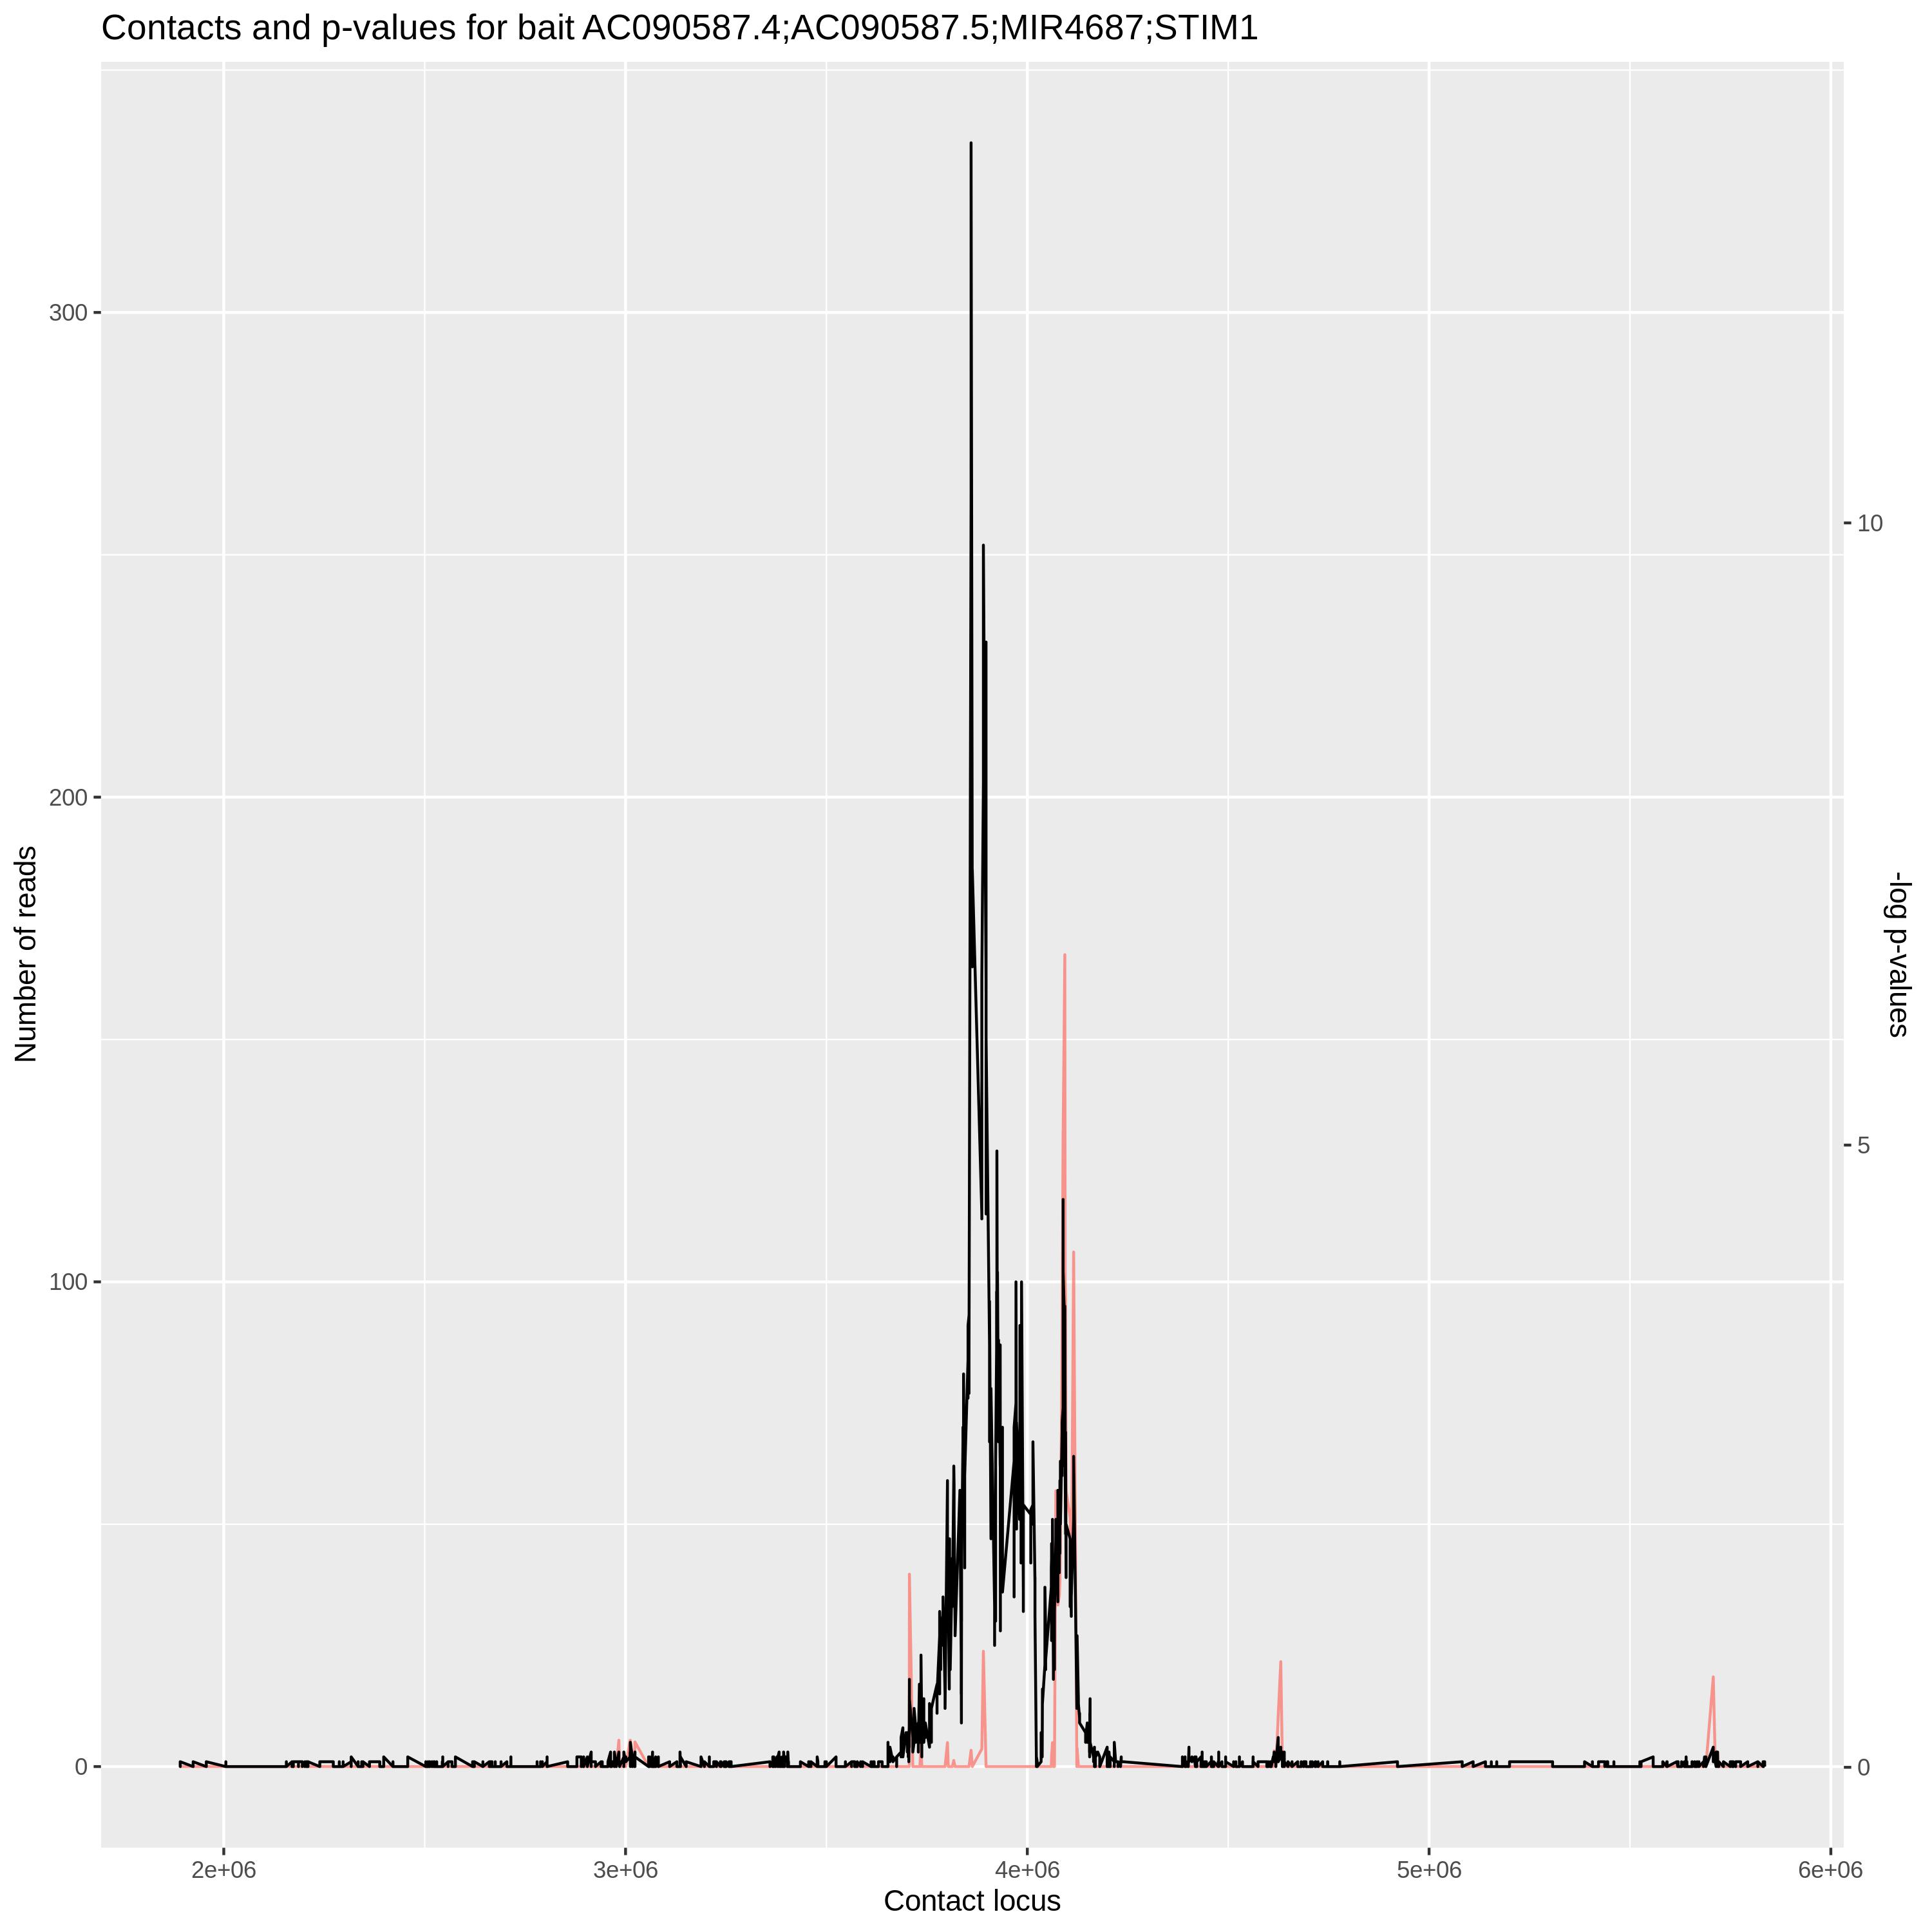 Contacts and p-values for bait AC090587.4;AC090587.5;MIR4687;STIM1
Number of reads
300
200
100
0
10
5
0
-log p-values
2e+06
3e+06
4e+06
5e+06
6e+06
Contact locus